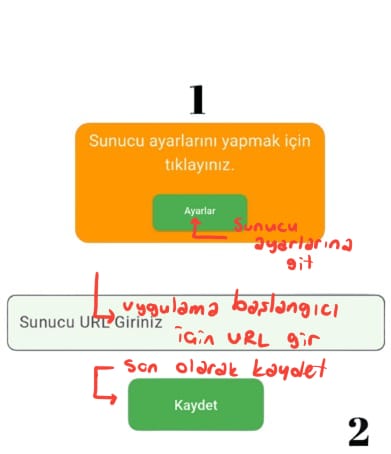 1
Sunucu ayarlarını yapmak için
tıklayınız.
Ayarlar
Sunucu
ayarlarına
git
uygulama başlangıcı
Sunucu URL Giriniz
için URL gir
son olarak kaydet
Kaydet
2